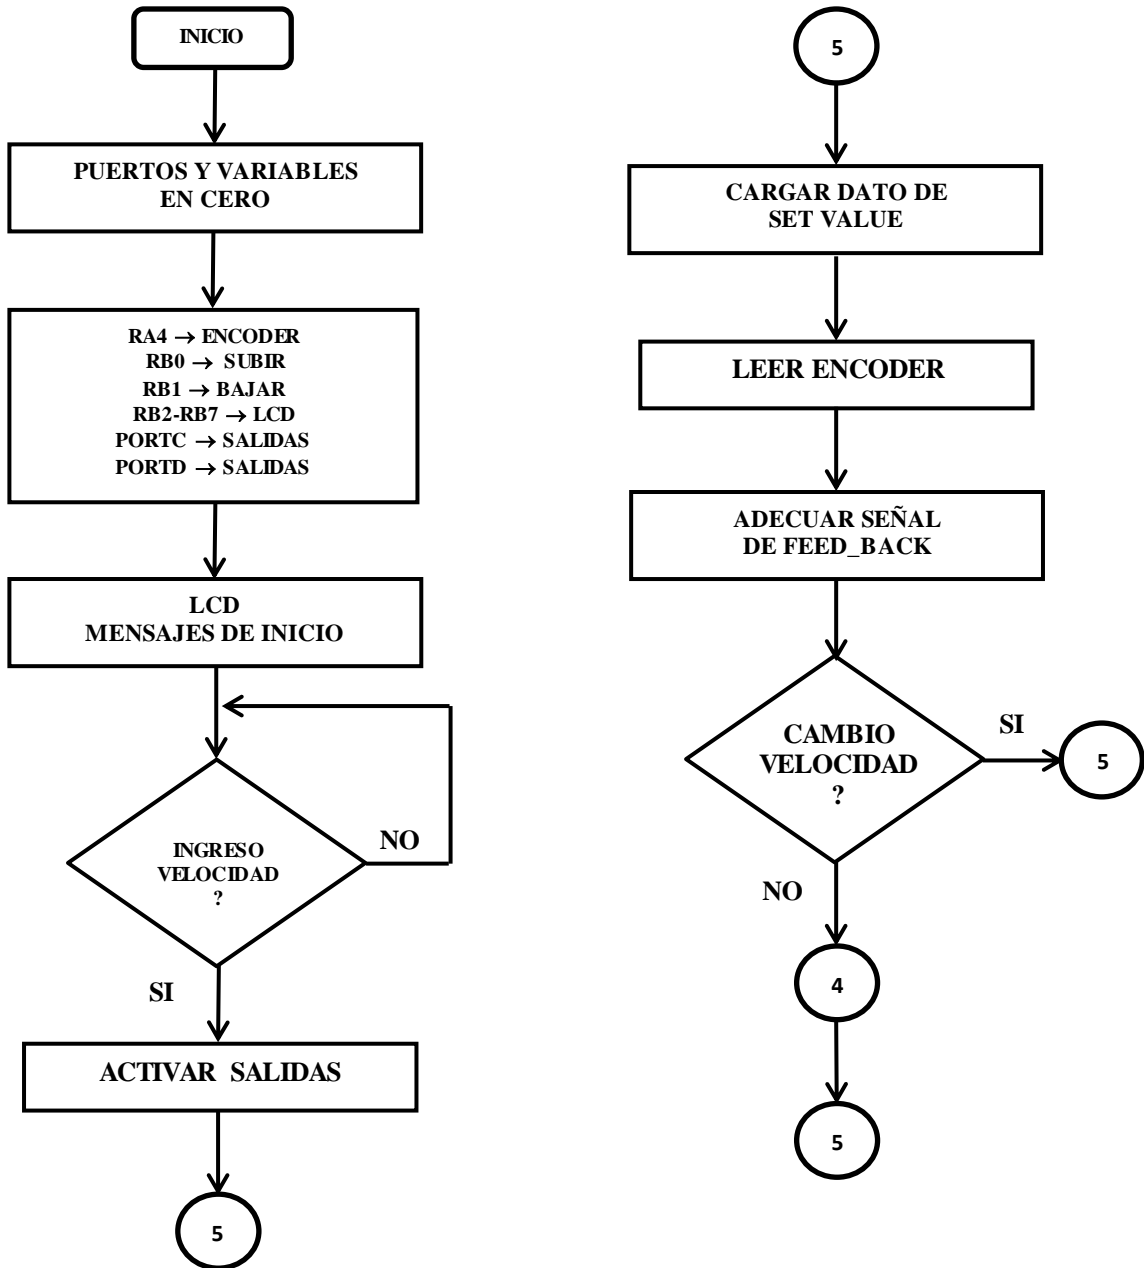 INICIO
PUERTOS Y VARIABLES
EN CERO
RA4 → ENCODER
RB0 → SUBIR
RB1 → BAJAR
RB2-RB7 → LCD
PORTC → SALIDAS
PORTD → SALIDAS
LCD
MENSAJES DE INICIO
INGRESO
VELOCIDAD
?
NO
SI
ACTIVAR SALIDAS
5
5
CARGAR DATO DE
SET VALUE
LEER ENCODER
ADECUAR SEÑAL
DE FEED_BACK
CAMBIO
VELOCIDAD
?
SI
5
NO
4
5